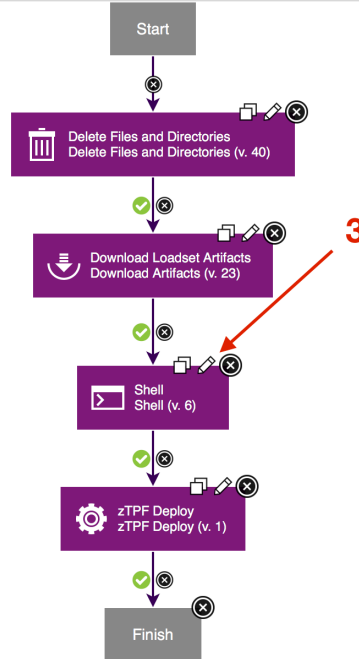 Start
Delete Files and Directories
Delete Files and Directories (v. 40)
Download Loadset Artifacts
Download Artifacts (v. 23)
3
Shell
Shell (v. 6)
zTPF Deploy
zTPF Deploy (v. 1)
Finish